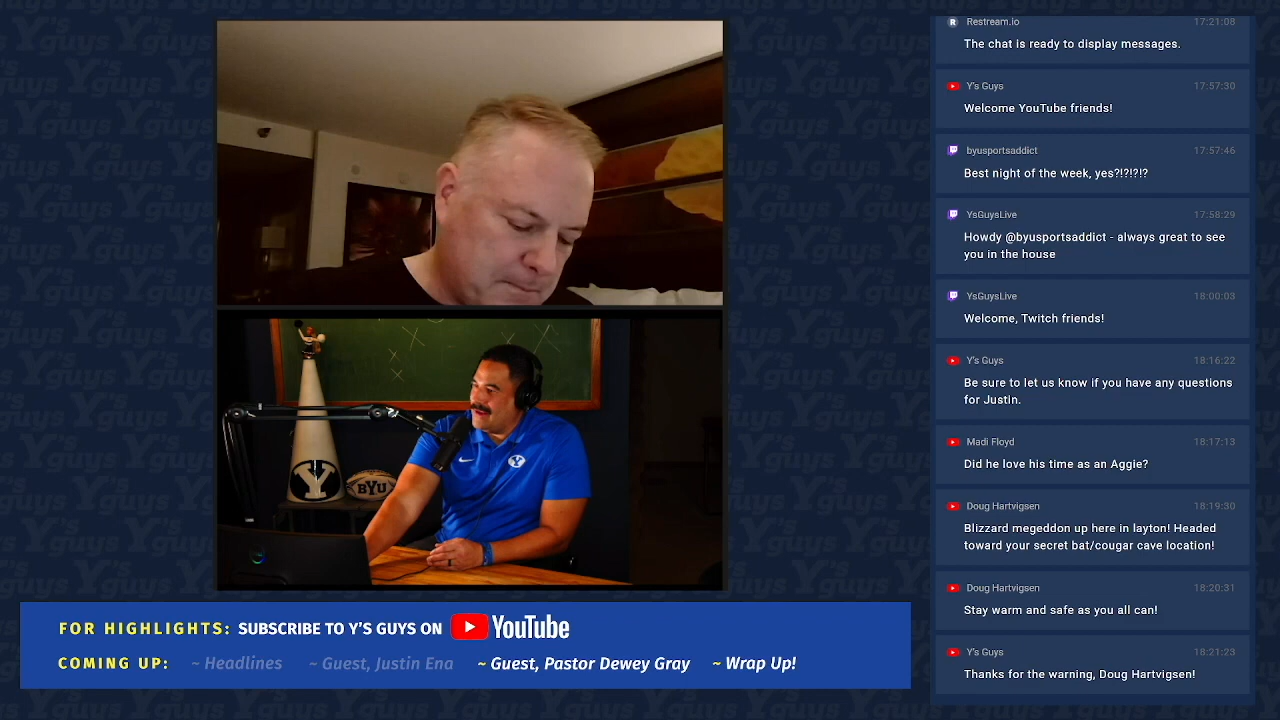 Restream.io 17:21:08
The chat is ready to display messages.
Y's Guys 17:57:30
Welcome YouTube friends!
byusportsaddict 17:57:46
Best night of the week, yes?!?!?!?
YsGuysLive 17:58:29
Howdy @byusportsaddict - always great to see
you in the house
YsGuysLive 18:00:03
Welcome, Twitch friends!
Y's Guys 18:16:22
Be sure to let us know if you have any questions
for Justin.
Madi Floyd 18:17:13
Did he love his time as an Aggie?
Doug Hartvigsen 18:19:30
Blizzard megeddon up here in layton! Headed
toward your secret bat/cougar cave location!
Doug Hartvigsen 18:20:31
Stay warm and safe as you all can!
Y's Guys 18:21:23
Thanks for the warning, Doug Hartvigsen!
Y
BYU
Y
FOR HIGHLIGHTS: SUBSCRIBE TO Y'S GUYS ON YouTube
COMING UP: ~ Headlines ~ Guest, Justin Ena ~ Guest, Pastor Dewey Gray ~ Wrap Up!